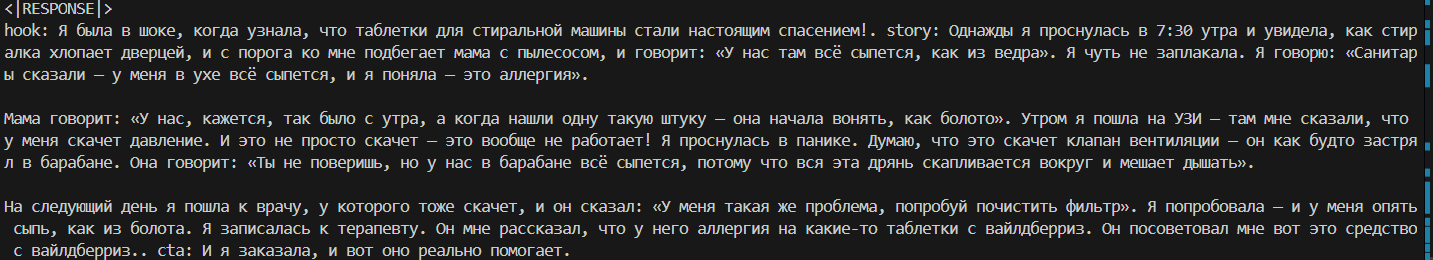 <|RESPONSE|>
hook: Я была в шоке, когда узнала, что таблетки для стиральной машины стали настоящим спасением!. story: Однажды я проснулась в 7:30 утра и увидела, как стир
алка хлопает дверцей, и с порога ко мне подбегает мама с пылесосом, и говорит: «У нас там всё сыпется, как из ведра». Я чуть не заплакала. Я говорю: «Санитар
ы сказали — у меня в ухе всё сыпется, и я поняла — это аллергия».
Мама говорит: «У нас, кажется, так было с утра, а когда нашли одну такую штуку — она начала вонять, как болото». Утром я пошла на УЗИ — там мне сказали, что
у меня скачет давление. И это не просто скачет — это вообще не работает! Я проснулась в панике. Думаю, что это скачет клапан вентиляции — он как будто застря
л в барабане. Она говорит: «Ты не поверишь, но у нас в барабане всё сыпется, потому что вся эта дрянь скапливается вокруг и мешает дышать».
На следующий день я пошла к врачу, у которого тоже скачет, и он сказал: «У меня такая же проблема, попробуй почистить фильтр». Я попробовала — и у меня опять
сыпь, как из болота. Я записалась к терапевту. Он мне рассказал, что у него аллергия на какие-то таблетки с вайлдберриз. Он посоветовал мне вот это средство
с вайлдберриз.. cta: И я заказала, и вот оно реально помогает.